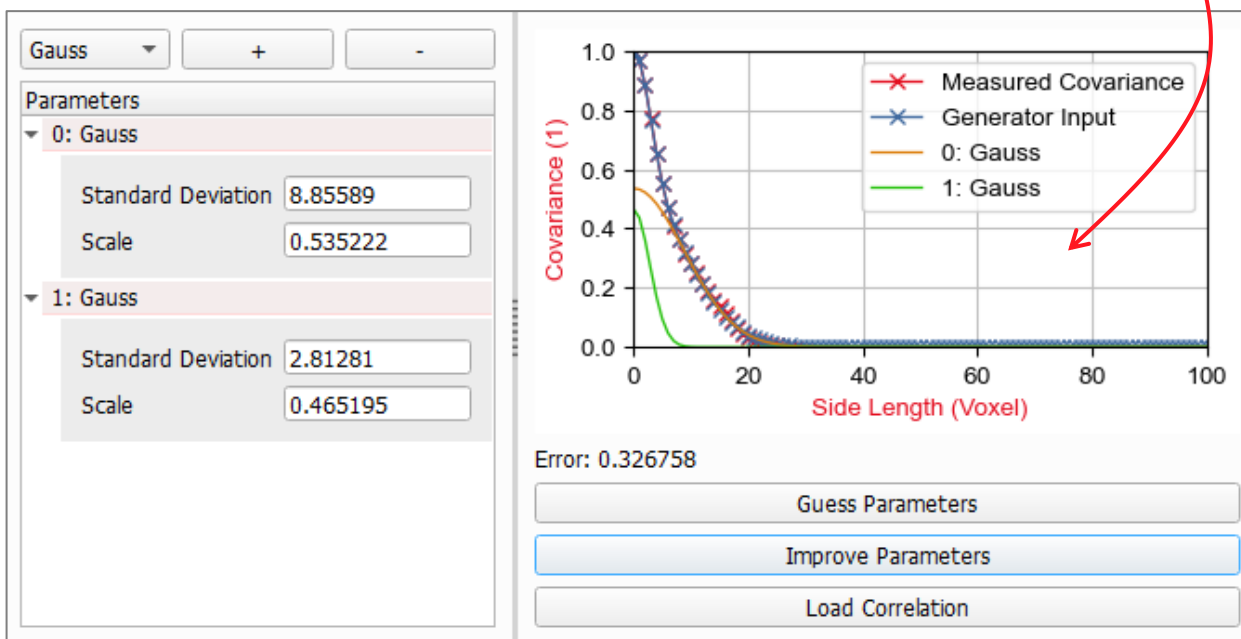 Gauss + -
Parameters
0: Gauss
Standard Deviation 8.85589
Scale 0.535222
1: Gauss
Standard Deviation 2.81281
Scale 0.465195
Covariance (1)
1.0
0.8
0.6
0.4
0.2
0.0
Measured Covariance
Generator Input
0: Gauss
1: Gauss
0 20 40 60 80 100
Side Length (Voxel)
Error: 0.326758
Guess Parameters
Improve Parameters
Load Correlation